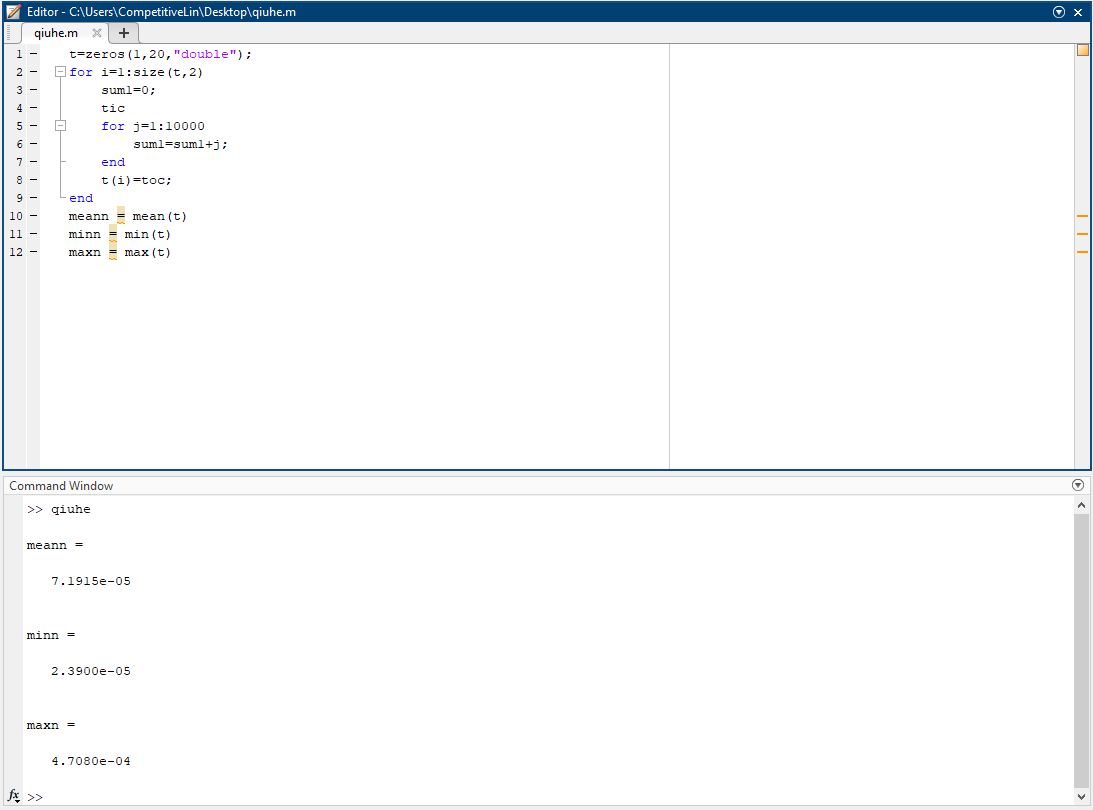 Editor - C:\Users\CompetitiveLin\Desktop\qiuhe.m
qiuhe.m
1 - t=zeros(1,20,"double");
2 - for i=1:size(t,2)
3 - sum1=0;
4 - tic
5 - for j=1:10000
6 - sum1=sum1+j;
7 - end
8 - t(i)=toc;
9 - end
10 - meann = mean(t)
11 - minn = min(t)
12 - maxn = max(t)
Command Window
>> qiuhe
meann =
7.1915e-05
minn =
2.3900e-05
maxn =
4.7080e-04
fx >>